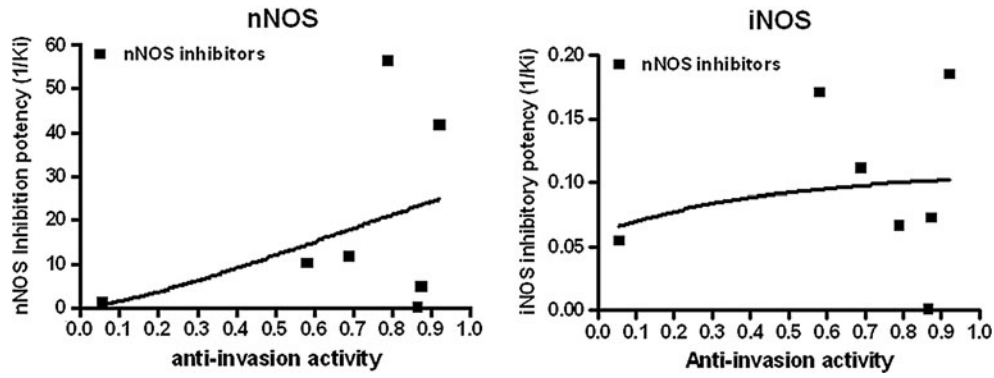 nNOS
nNOS Inhibition potency (1/Ki)
60
50
40
30
20
10
0
nNOS inhibitors
0.0 0.1 0.2 0.3 0.4 0.5 0.6 0.7 0.8 0.9 1.0
anti-invasion activity
iNOS
iNOS inhibitory potency (1/Ki)
0.20
0.15
0.10
0.05
0.00
nNOS inhibitors
0.0 0.1 0.2 0.3 0.4 0.5 0.6 0.7 0.8 0.9 1.0
Anti-invasion activity